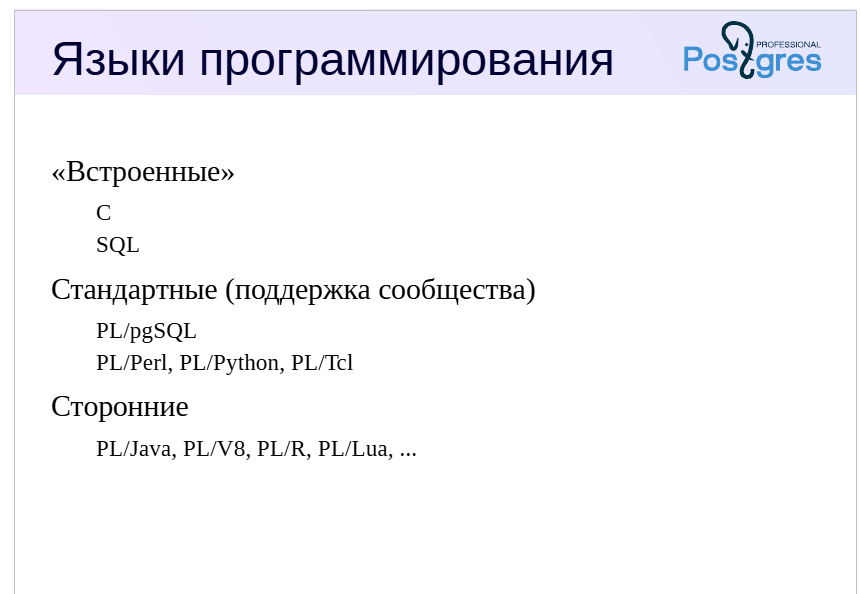 Языки программирования
PROFESSIONAL
Postgres
«Встроенные»
C
SQL
Стандартные (поддержка сообщества)
PL/pgSQL
PL/Perl, PL/Python, PL/Tcl
Сторонние
PL/Java, PL/V8, PL/R, PL/Lua, ...